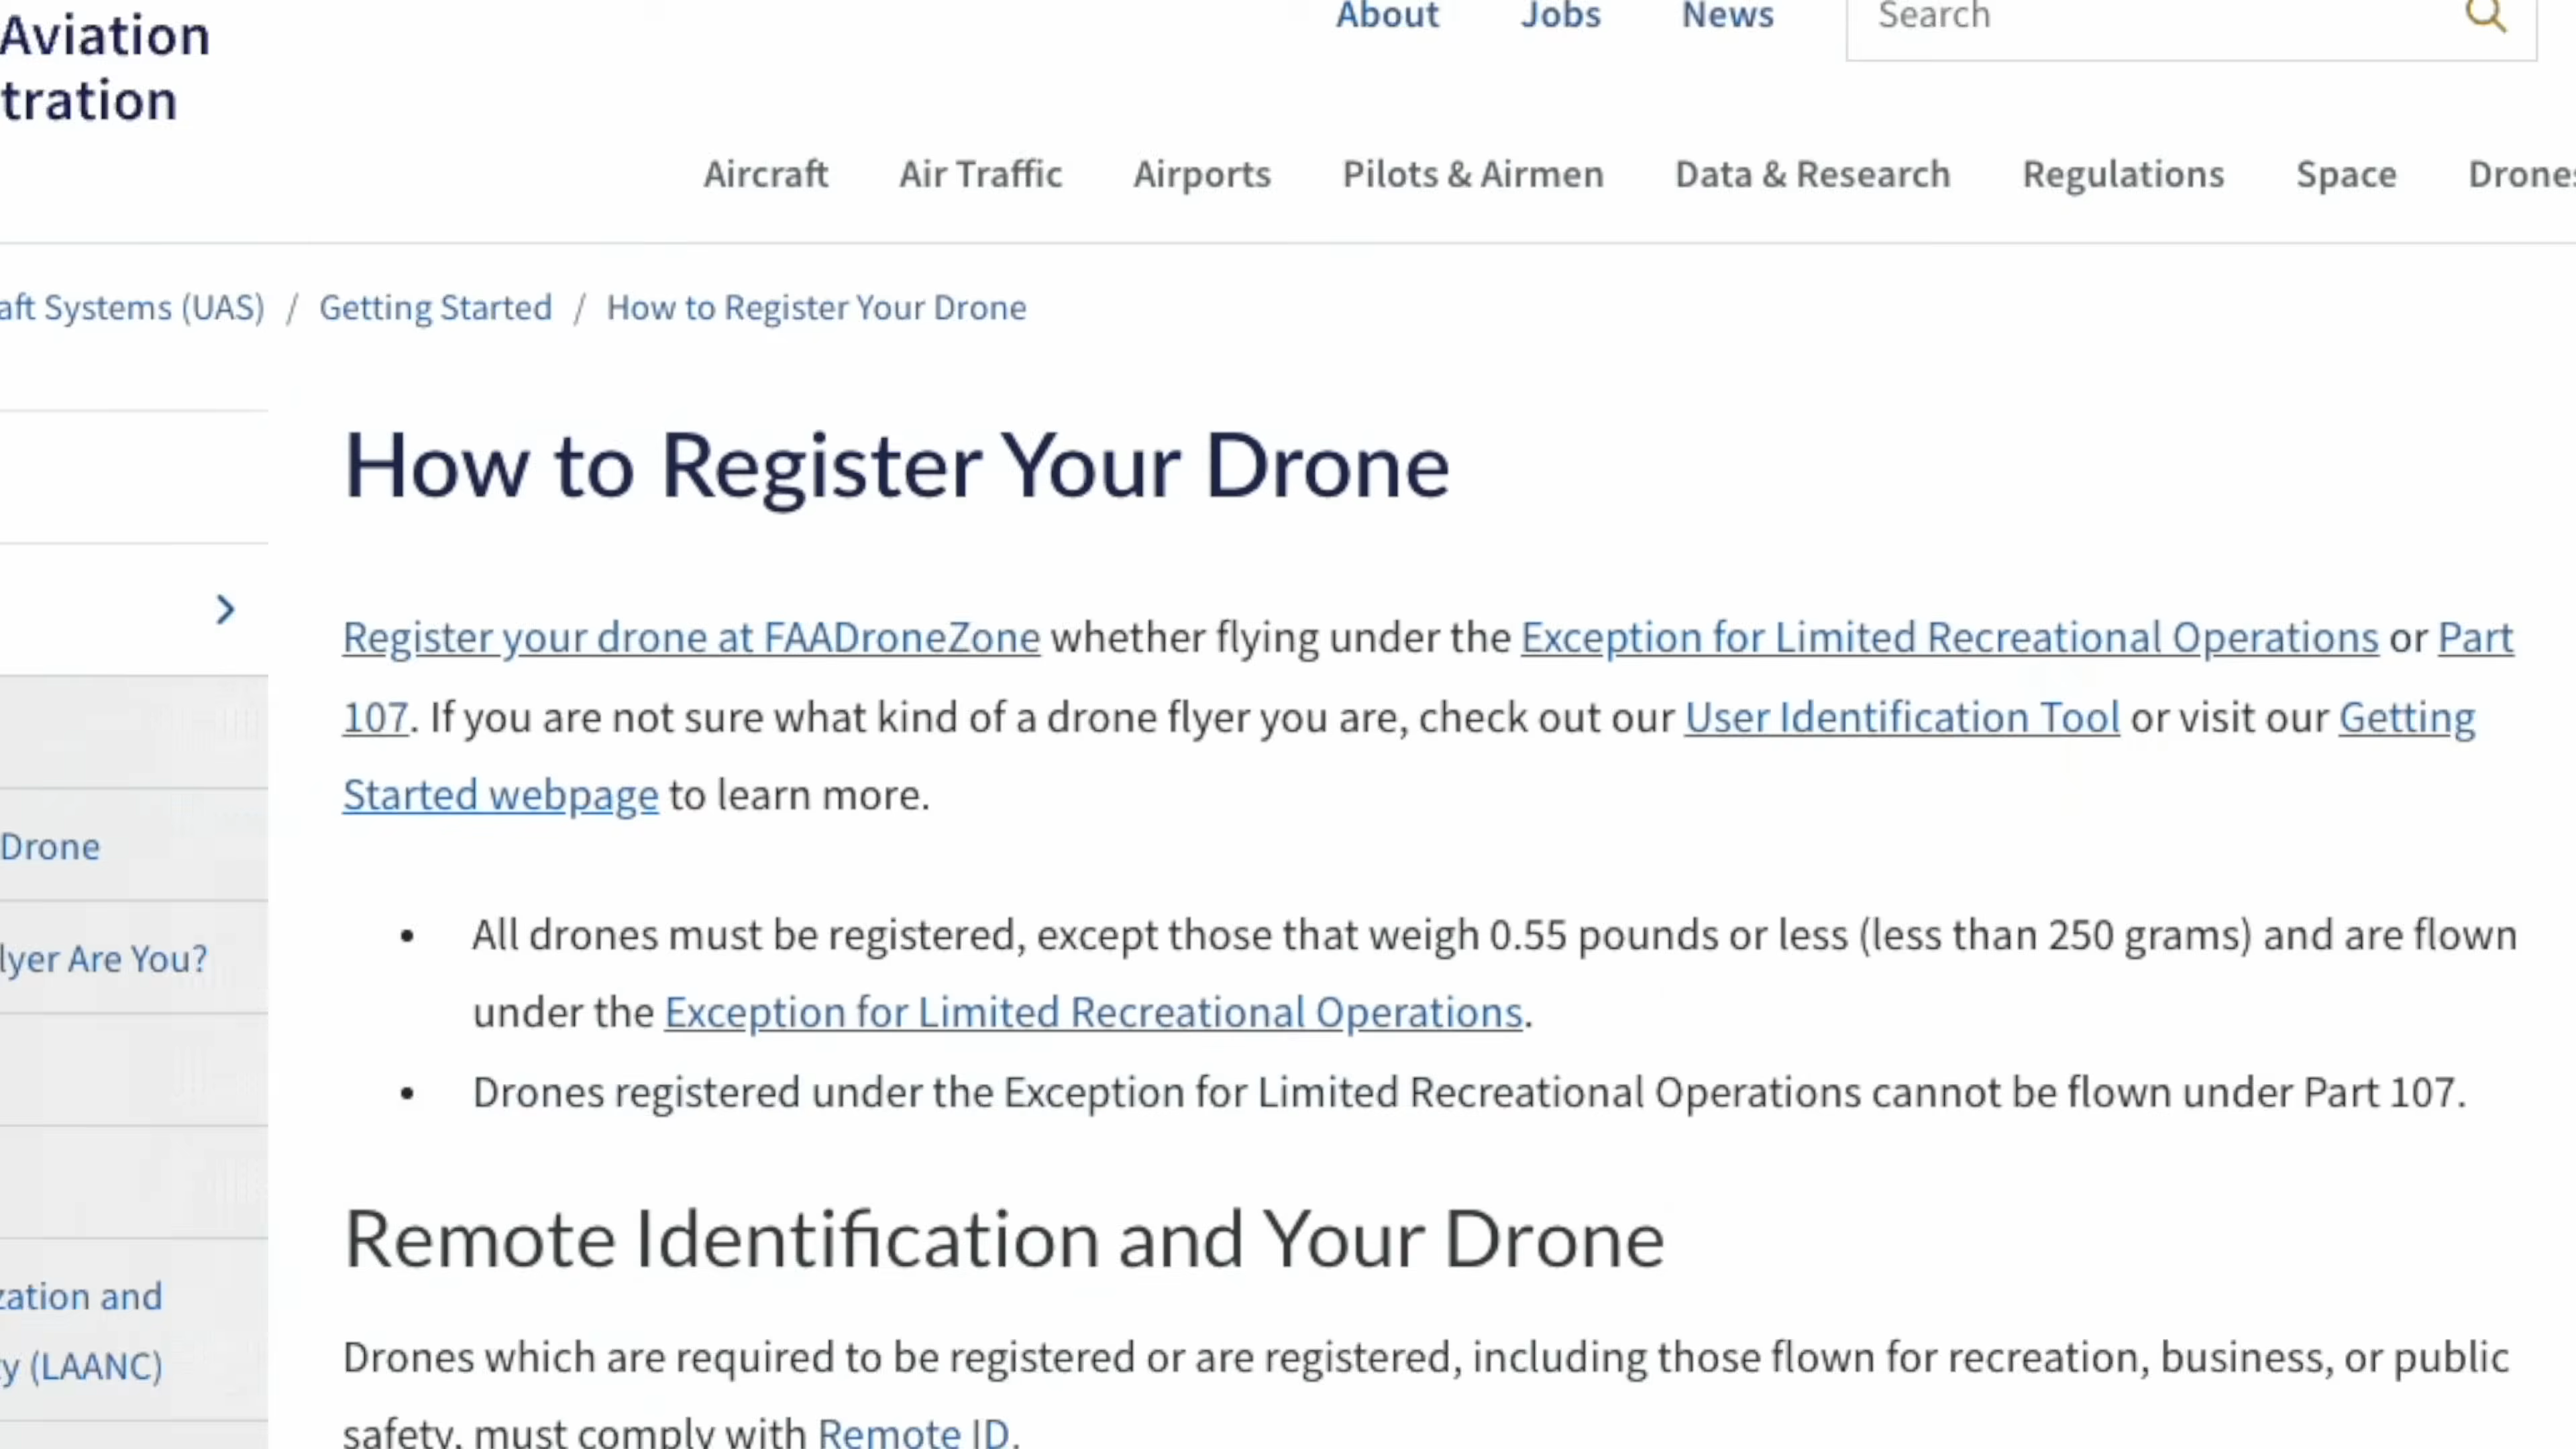 Aviation
tration
About Jobs News Search
Aircraft Air Traffic Airports Pilots & Airmen Data & Research Regulations Space Drones
aft Systems (UAS) / Getting Started / How to Register Your Drone
How to Register Your Drone
Register your drone at FAADroneZone whether flying under the Exception for Limited Recreational Operations or Part
107. If you are not sure what kind of a drone flyer you are, check out our User Identification Tool or visit our Getting
Started webpage to learn more.
Drone
lyer Are You?
zation and
cy (LAANC)
• All drones must be registered, except those that weigh 0.55 pounds or less (less than 250 grams) and are flown
under the Exception for Limited Recreational Operations.
• Drones registered under the Exception for Limited Recreational Operations cannot be flown under Part 107.
Remote Identification and Your Drone
Drones which are required to be registered or are registered, including those flown for recreation, business, or public
safety, must comply with Remote ID.